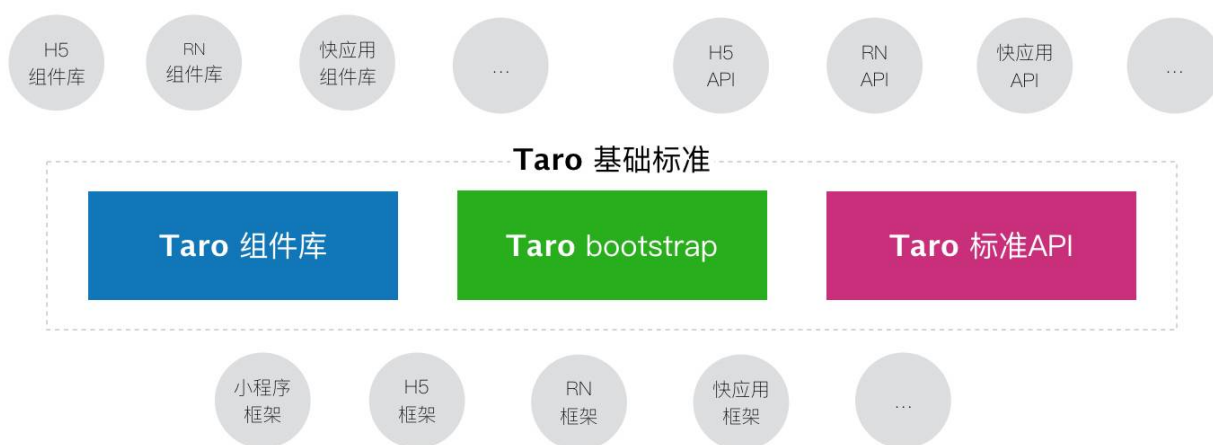 H5
组件库
RN
组件库
快应用
组件库
...
H5
API
RN
API
快应用
API
...
Taro 基础标准
Taro 组件库
Taro bootstrap
Taro 标准API
小程序
框架
H5
框架
RN
框架
快应用
框架
...